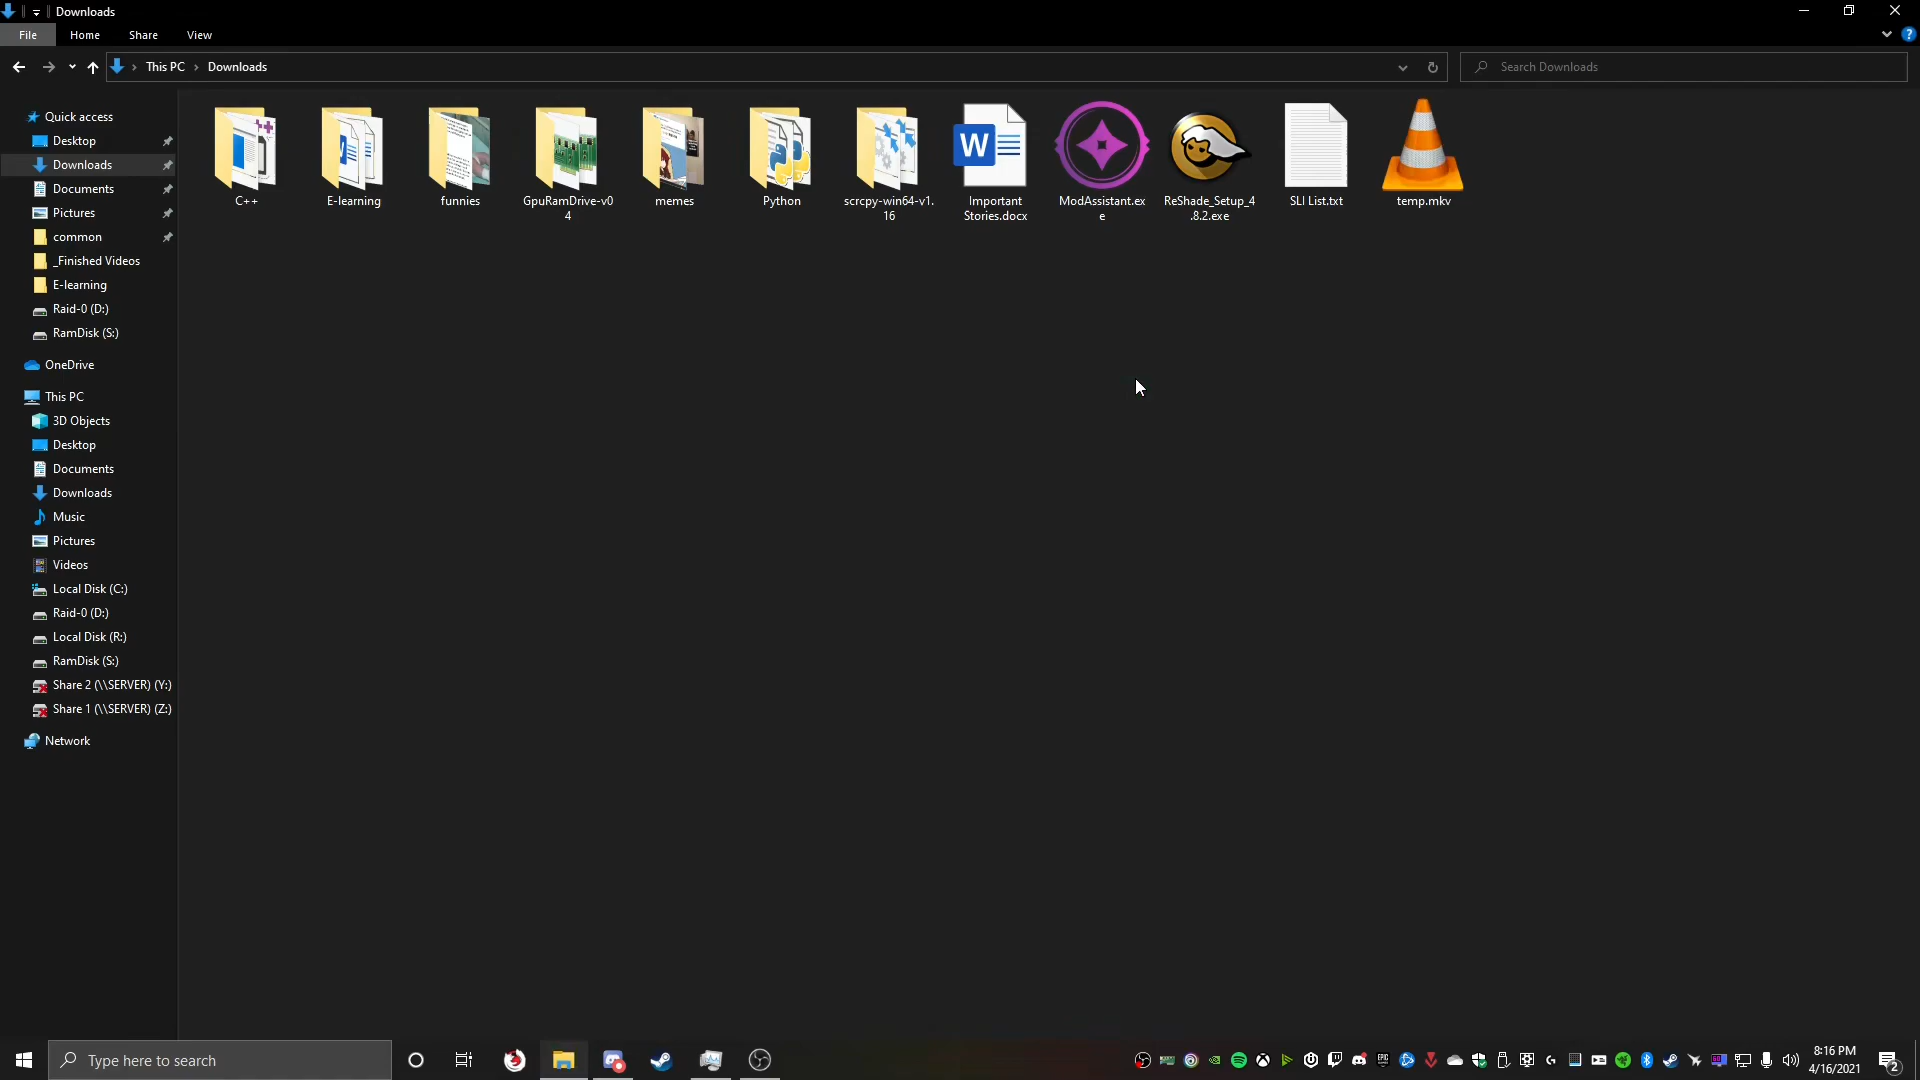 Downloads
File
Home
Share
View
This PC
Downloads
Search Downloads
Quick access
Desktop
Downloads
Documents
Pictures
common
_Finished Videos
E-learning
Raid-0 (D:)
RamDisk (S:)
OneDrive
This PC
3D Objects
Desktop
Documents
Downloads
Music
Pictures
Videos
Local Disk (C:)
Raid-0 (D:)
Local Disk (R:)
RamDisk (S:)
Share 2 (\\SERVER) (Y:)
Share 1 (\\SERVER) (Z:)
Network
C++
E-learning
funnies
GpuRamDrive-v0
4
memes
Python
scrcpy-win64-v1.
16
W
Important
Stories.docx
ModAssistant.ex
e
ReShade_Setup_4
.8.2.exe
SLI List.txt
temp.mkv
Type here to search
8:16 PM
4/16/2021
2